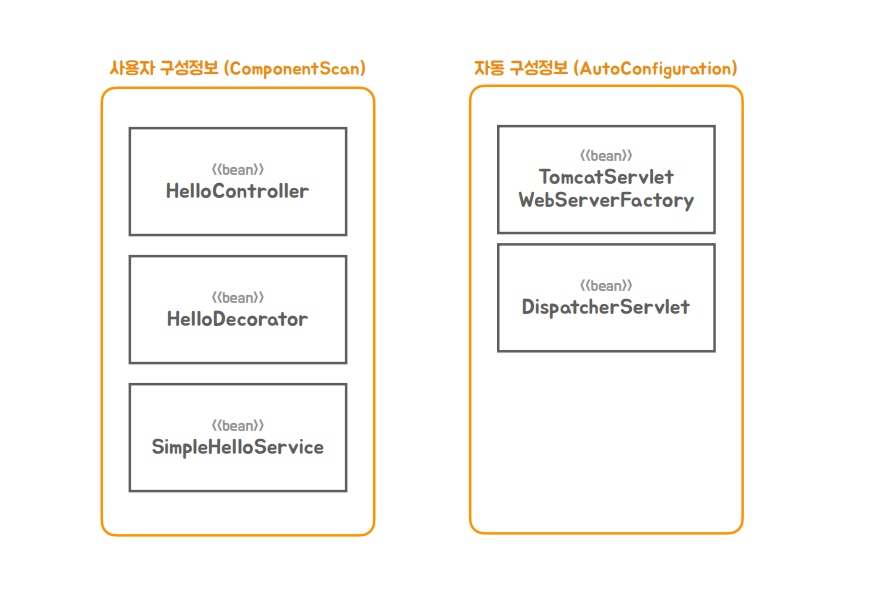 사용자 구성정보 (ComponentScan)
<<bean>>
HelloController
<<bean>>
HelloDecorator
<<bean>>
SimpleHelloService
자동 구성정보 (AutoConfiguration)
<<bean>>
TomcatServlet
WebServerFactory
<<bean>>
DispatcherServlet